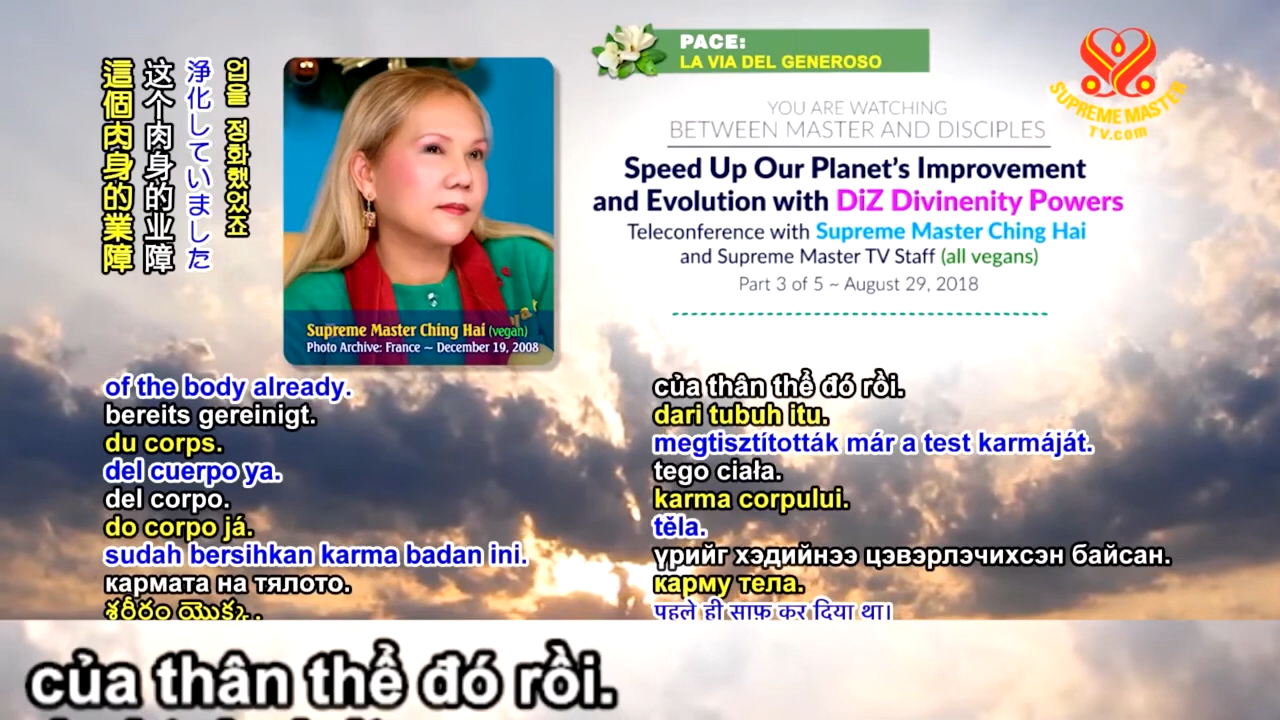 這個肉身的業障
这个肉身的业障
浄化していました
업을 정화했었죠
PACE:
LA VIA DEL GENEROSO
SUPREME MASTER
TV.com
YOU ARE WATCHING
BETWEEN MASTER AND DISCIPLES
Speed Up Our Planet’s Improvement
and Evolution with DiZ Divinenity Powers
Teleconference with Supreme Master Ching Hai
and Supreme Master TV Staff (all vegans)
Part 3 of 5 ~ August 29, 2018
Supreme Master Ching Hai (vegan)
Photo Archive: France ~ December 19, 2008
of the body already.
bereits gereinigt.
du corps.
del cuerpo ya.
del corpo.
do corpo já.
sudah bersihkan karma badan ini.
кармата на тялото.
శరీరం యొక్క .
của thân thể đó rồi.
dari tubuh itu.
megtisztították már a test karmáját.
tego ciała.
karma corpului.
těla.
үрийг хэдийнээ цэвэрлэчихсэн байсан.
карму тела.
पहले ही साफ़ कर दिया था।
của thân thể đó rồi.